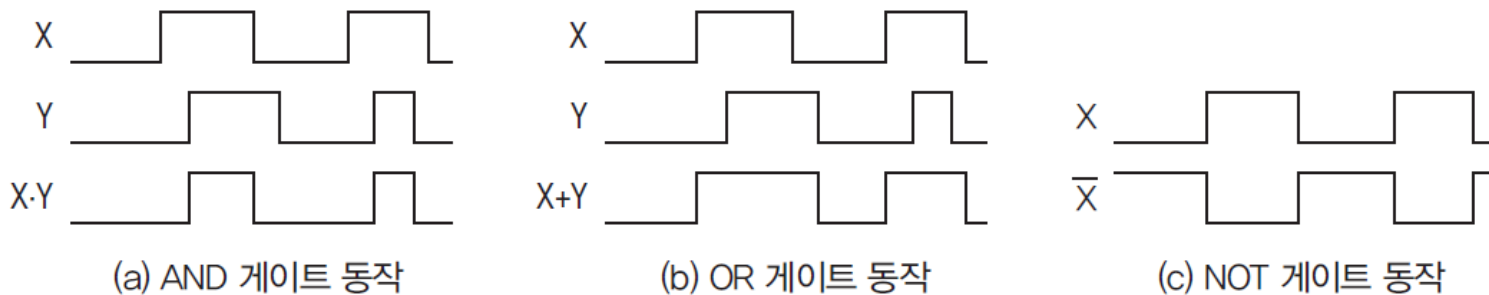 X
Y
X·Y
(a) AND 게이트 동작
X
Y
X+Y
(b) OR 게이트 동작
X
X̅
(c) NOT 게이트 동작